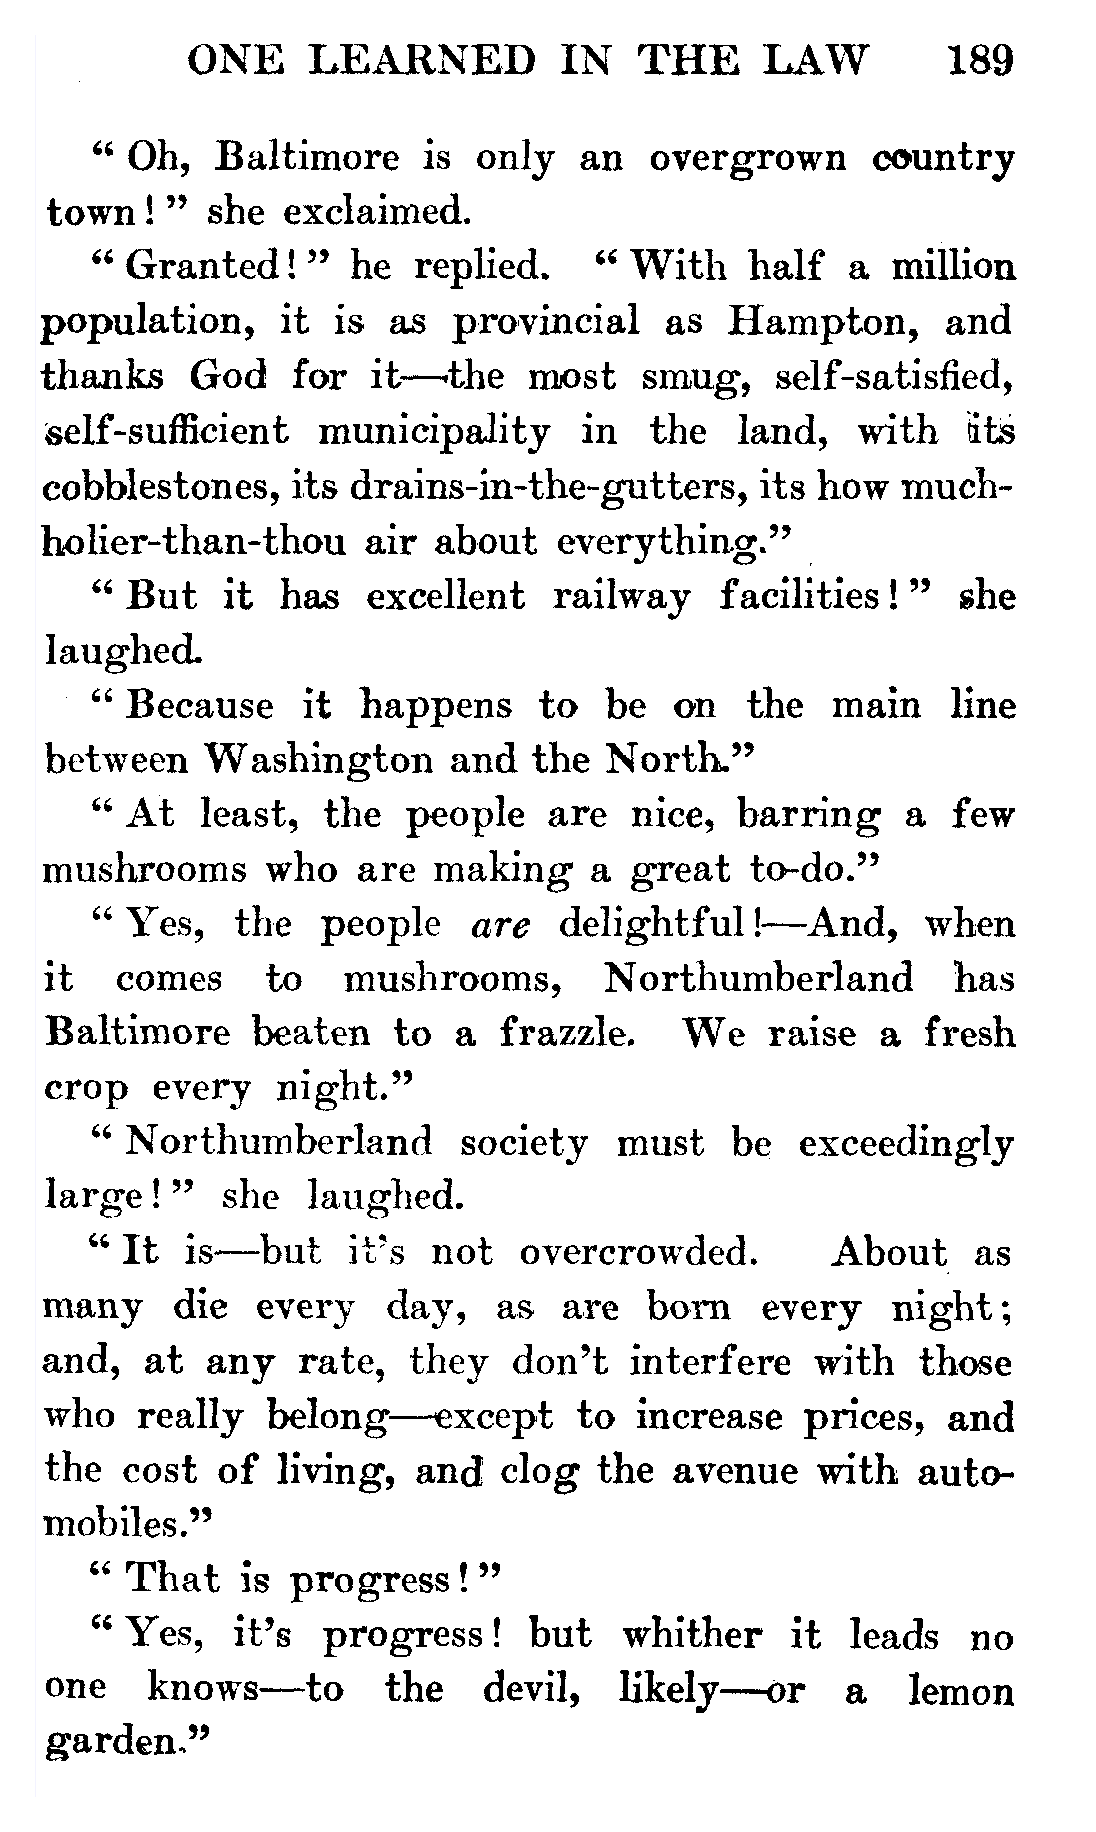 ONE LEARNED IN THE LAW 189
“ Oh, Baltimore is only an overgrown country
town ! ” she exclaimed.
“ Granted! ” he replied. “ With half a million
population, it is as provincial as Hampton, and
thanks God for it—the most smug, self-satisfied,
self-sufficient municipality in the land, with its
cobblestones, its drains-in-the-gutters, its how much-
holier-than-thou air about everything.”
“ But it has excellent railway facilities ! ” she
laughed.
“ Because it happens to be on the main line
between Washington and the North.”
“ At least, the people are nice, barring a few
mushrooms who are making a great to-do.”
“ Yes, the people are delightful !—And, when
it comes to mushrooms, Northumberland has
Baltimore beaten to a frazzle. We raise a fresh
crop every night.”
“ Northumberland society must be exceedingly
large ! ” she laughed.
“ It is—but it’s not overcrowded. About as
many die every day, as are born every night ;
and, at any rate, they don’t interfere with those
who really belong—except to increase prices, and
the cost of living, and clog the avenue with auto-
mobiles.”
“ That is progress ! ”
“ Yes, it’s progress ! but whither it leads no
one knows—to the devil, likely—or a lemon
garden.”